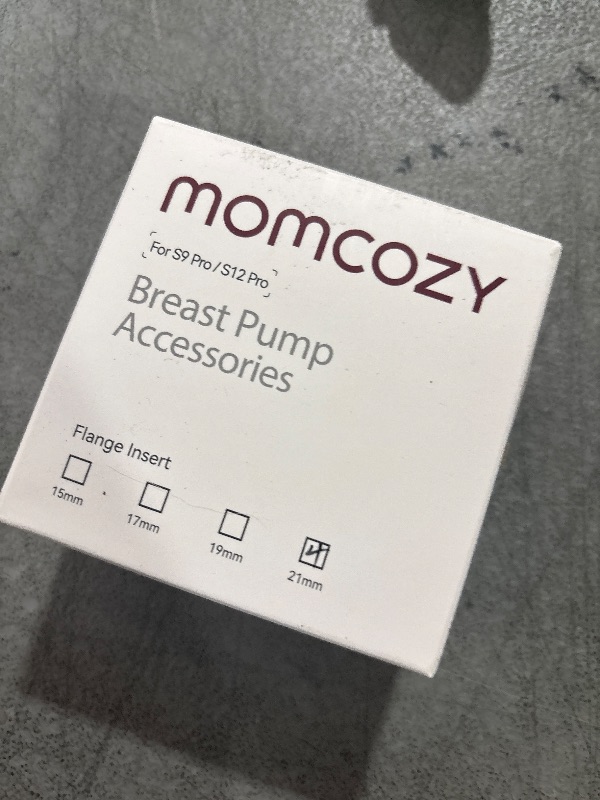 momcozy
For S9 Pro / S12 Pro
Breast Pump
Accessories
Flange Insert
15mm
17mm
19mm
21mm